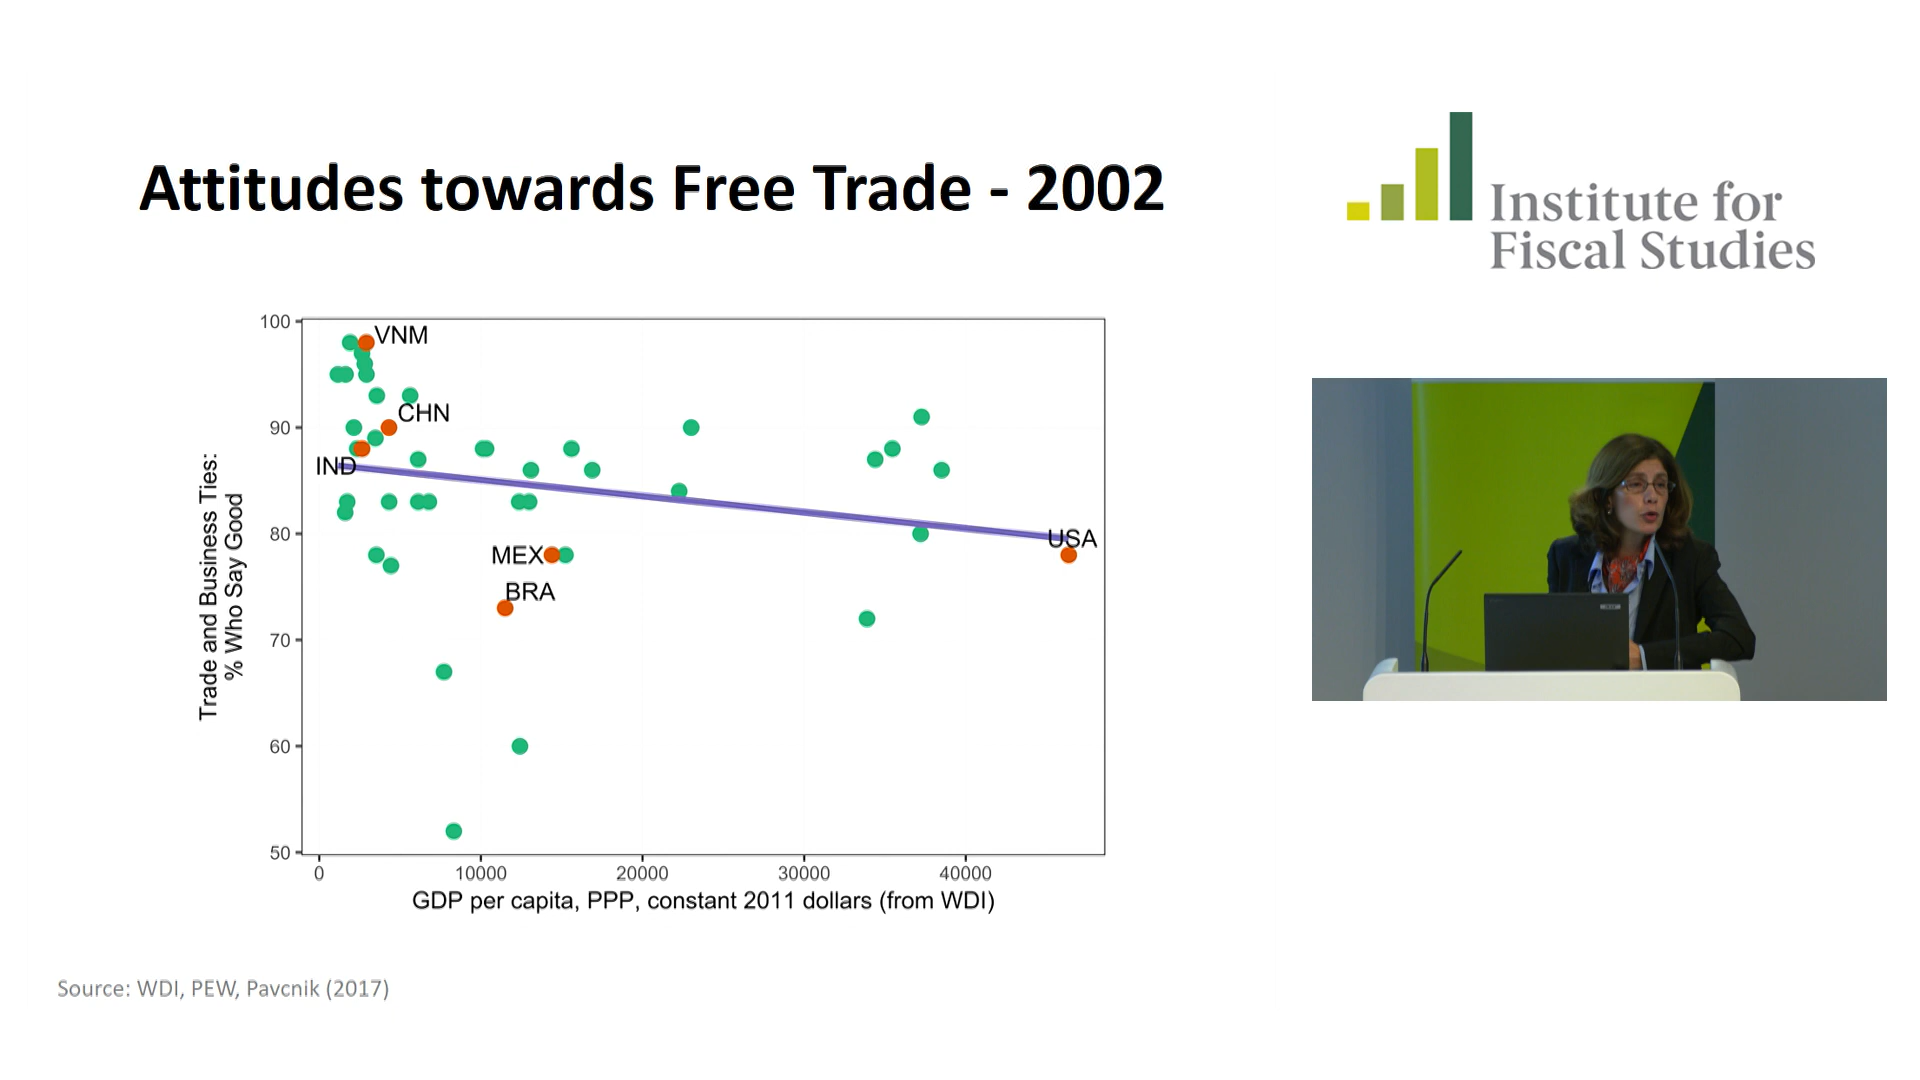 Attitudes towards Free Trade - 2002
Institute for
Fiscal Studies
100
90
80
70
60
50
Trade and Business Ties:
% Who Say Good
VNM
CHN
IND
MEX
BRA
USA
0
10000
20000
30000
40000
GDP per capita, PPP, constant 2011 dollars (from WDI)
Source: WDI, PEW, Pavcnik (2017)